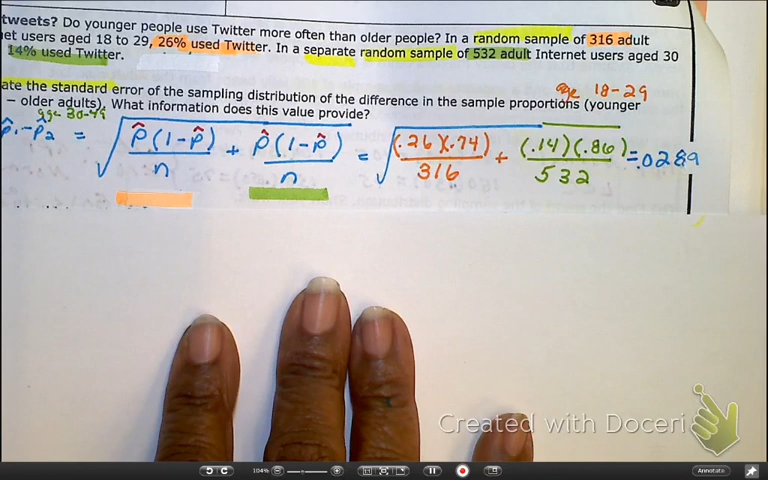 tweets? Do younger people use Twitter more often than older people? In a random sample of 316 adult
net users aged 18 to 29, 26% used Twitter. In a separate random sample of 532 adult Internet users aged 30
14% used Twitter.
age 18-29
ate the standard error of the sampling distribution of the difference in the sample proportions (younger
– older adults). What information does this value provide?
age 30-49
p̂₁-p̂₂ = √ p̂(1-p̂)/n + p̂(1-p̂)/n = √ (.26)(.74)/316 + (.14)(.86)/532 = .0289
Created with Doceri
104%
Annotate